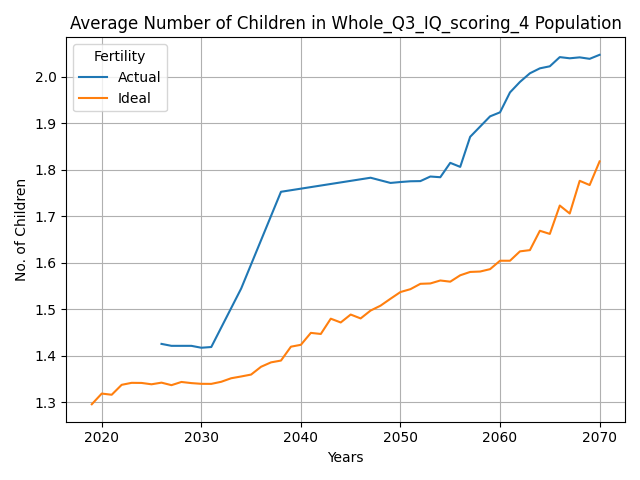 Average Number of Children in Whole_Q3_IQ_scoring_4 Population
Fertility
Actual
Ideal
No. of Children
2.0
1.9
1.8
1.7
1.6
1.5
1.4
1.3
2020 2030 2040 2050 2060 2070
Years